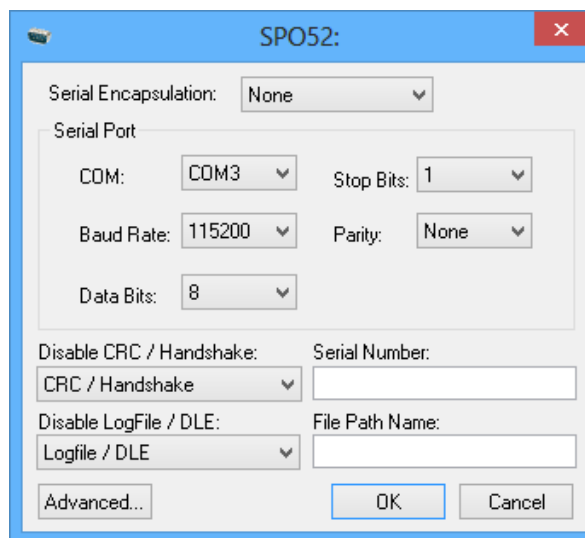 SPO52:
Serial Encapsulation: None
Serial Port
COM: COM3 Stop Bits: 1
Baud Rate: 115200 Parity: None
Data Bits: 8
Disable CRC / Handshake: Serial Number:
CRC / Handshake
Disable LogFile / DLE: File Path Name:
Logfile / DLE
Advanced... OK Cancel